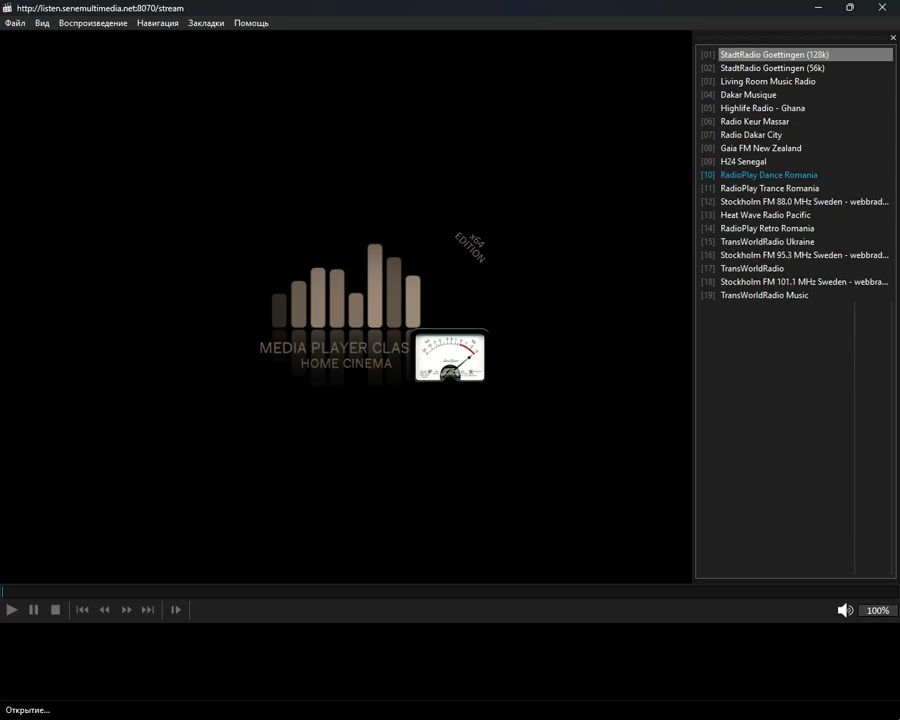 http://listen.senemultimedia.net:8070/stream
Файл Вид Воспроизведение Навигация Закладки Помощь
[01] StadtRadio Goettingen (128k)
[02] StadtRadio Goettingen (56k)
[03] Living Room Music Radio
[04] Dakar Musique
[05] Highlife Radio - Ghana
[06] Radio Keur Massar
[07] Radio Dakar City
[08] Gaia FM New Zealand
[09] H24 Senegal
[10] RadioPlay Dance Romania
[11] RadioPlay Trance Romania
[12] Stockholm FM 88.0 MHz Sweden - webbrad...
[13] Heat Wave Radio Pacific
[14] RadioPlay Retro Romania
[15] TransWorldRadio Ukraine
[16] Stockholm FM 95.3 MHz Sweden - webbrad...
[17] TransWorldRadio
[18] Stockholm FM 101.1 MHz Sweden - webbra...
[19] TransWorldRadio Music
x64
EDITION
MEDIA PLAYER CLAS
HOME CINEMA
100%
Открытие...